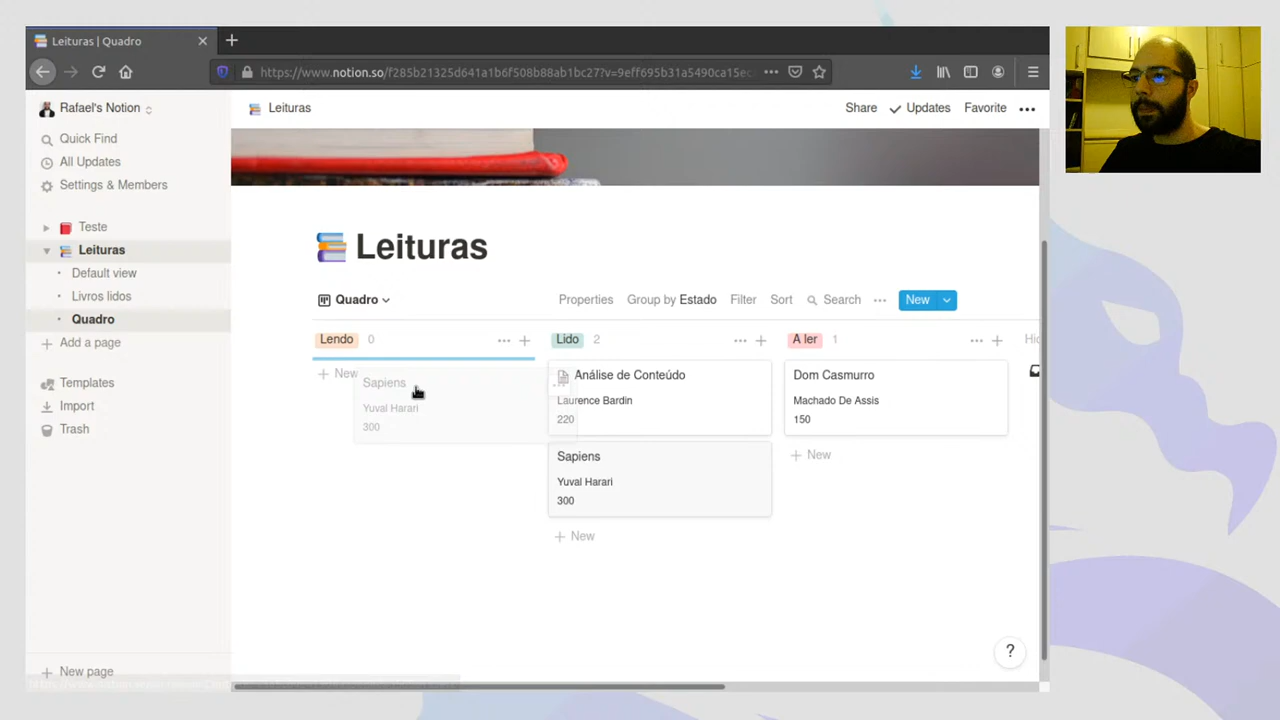 Leituras | Quadro
https://www.notion.so/f285b21325d641a1b6f508b88ab1bc27?v=9eff695b31a5490ca15ec
Rafael's Notion
Leituras
Share
Updates
Favorite
Quick Find
All Updates
Settings & Members
Teste
Leituras
Default view
Livros lidos
Quadro
Add a page
Templates
Import
Trash
New page
Leituras
Quadro
Properties
Group by Estado
Filter
Sort
Search
New
Lendo 0
New
Sapiens
Yuval Harari
300
Lido 2
Análise de Conteúdo
Laurence Bardin
220
Sapiens
Yuval Harari
300
New
A ler 1
Dom Casmurro
Machado De Assis
150
New
?